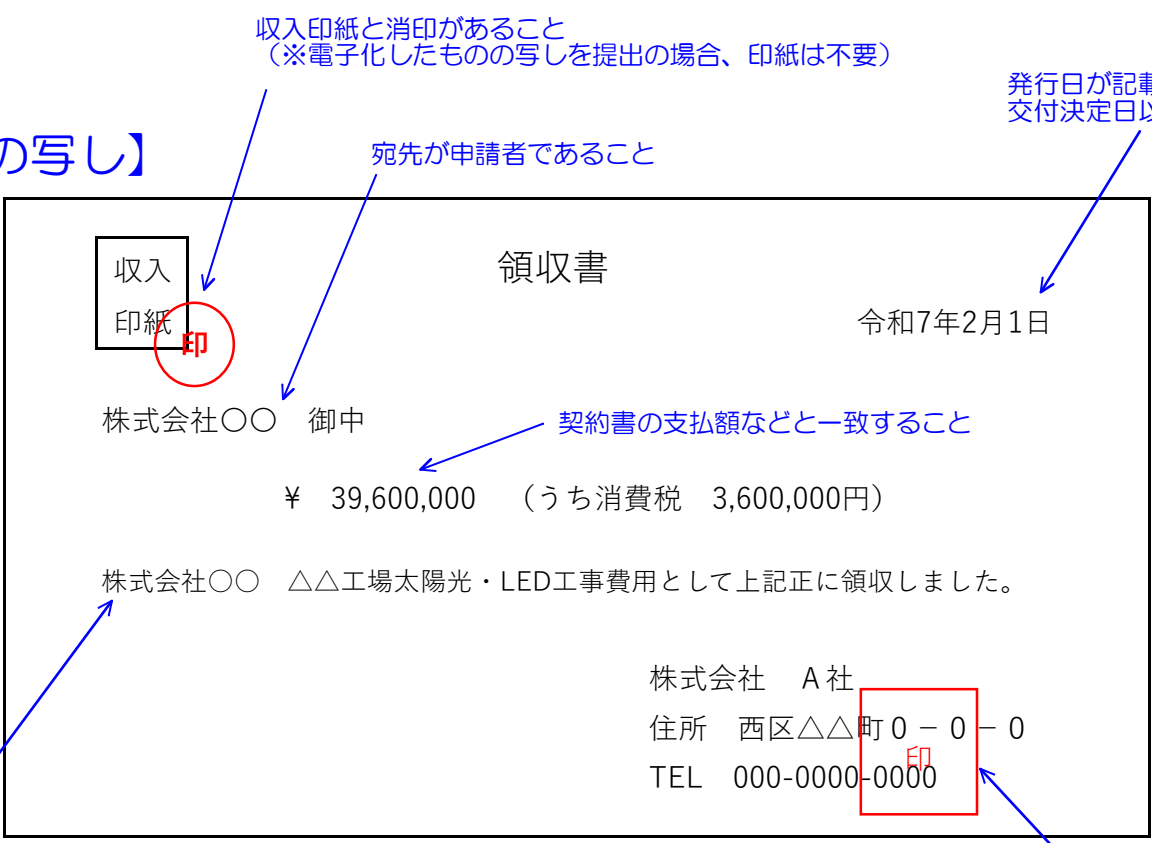 収入印紙と消印があること
（※電子化したものの写しを提出の場合、印紙は不要）
発行日が記載
交付決定日以
の写し】
宛先が申請者であること
収入
印紙
印
領収書
令和7年2月1日
株式会社〇〇　御中
契約書の支払額などと一致すること
¥　39,600,000　（うち消費税　3,600,000円）
株式会社〇〇　△△工場太陽光・LED工事費用として上記正に領収しました。
株式会社　A社
住所　西区△△町０－０－０
TEL　000-0000-0000
印